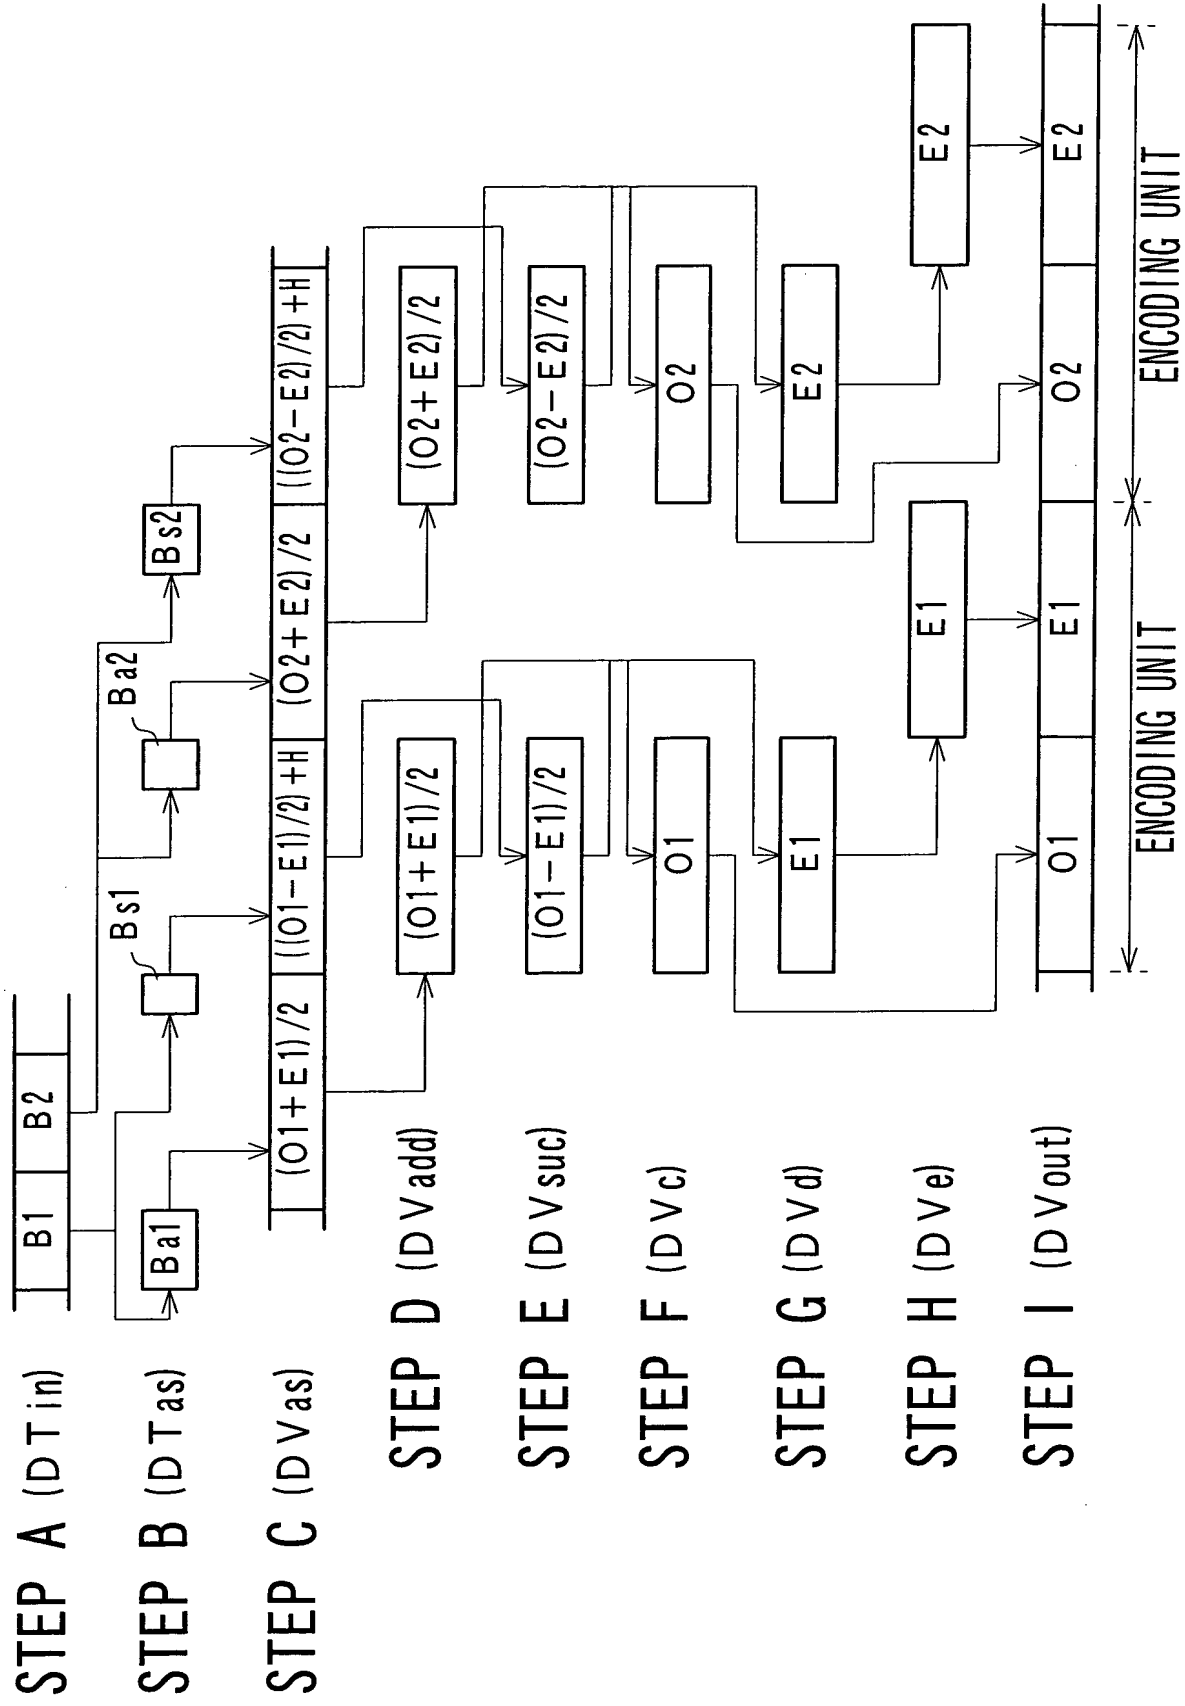 STEP A (DTin)
B1
B2
STEP B (DTas)
Ba1
Bs1
Ba2
Bs2
STEP C (DVas)
(O1+E1)/2
((O1-E1)/2)+H
(O2+E2)/2
((O2-E2)/2)+H
STEP D (DVadd)
(O1+E1)/2
(O2+E2)/2
STEP E (DVsuc)
(O1-E1)/2
(O2-E2)/2
STEP F (DVc)
O1
O2
STEP G (DVd)
E1
E2
STEP H (DVe)
E1
E2
STEP I (DVout)
O1
E1
O2
E2
ENCODING UNIT
ENCODING UNIT